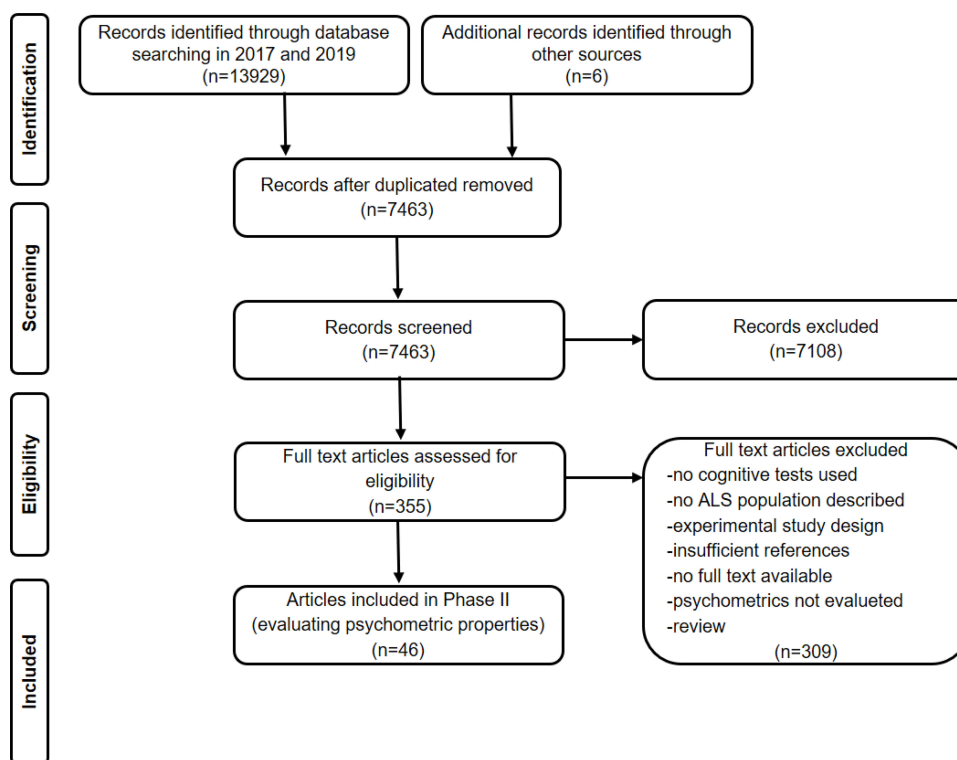 Identification
Records identified through database
searching in 2017 and 2019
(n=13929)
Additional records identified through
other sources
(n=6)
Records after duplicated removed
(n=7463)
Screening
Records screened
(n=7463)
Records excluded
(n=7108)
Eligibility
Full text articles assessed for
eligibility
(n=355)
Full text articles excluded
-no cognitive tests used
-no ALS population described
-experimental study design
-insufficient references
-no full text available
-psychometrics not evalueted
-review
(n=309)
Included
Articles included in Phase II
(evaluating psychometric properties)
(n=46)